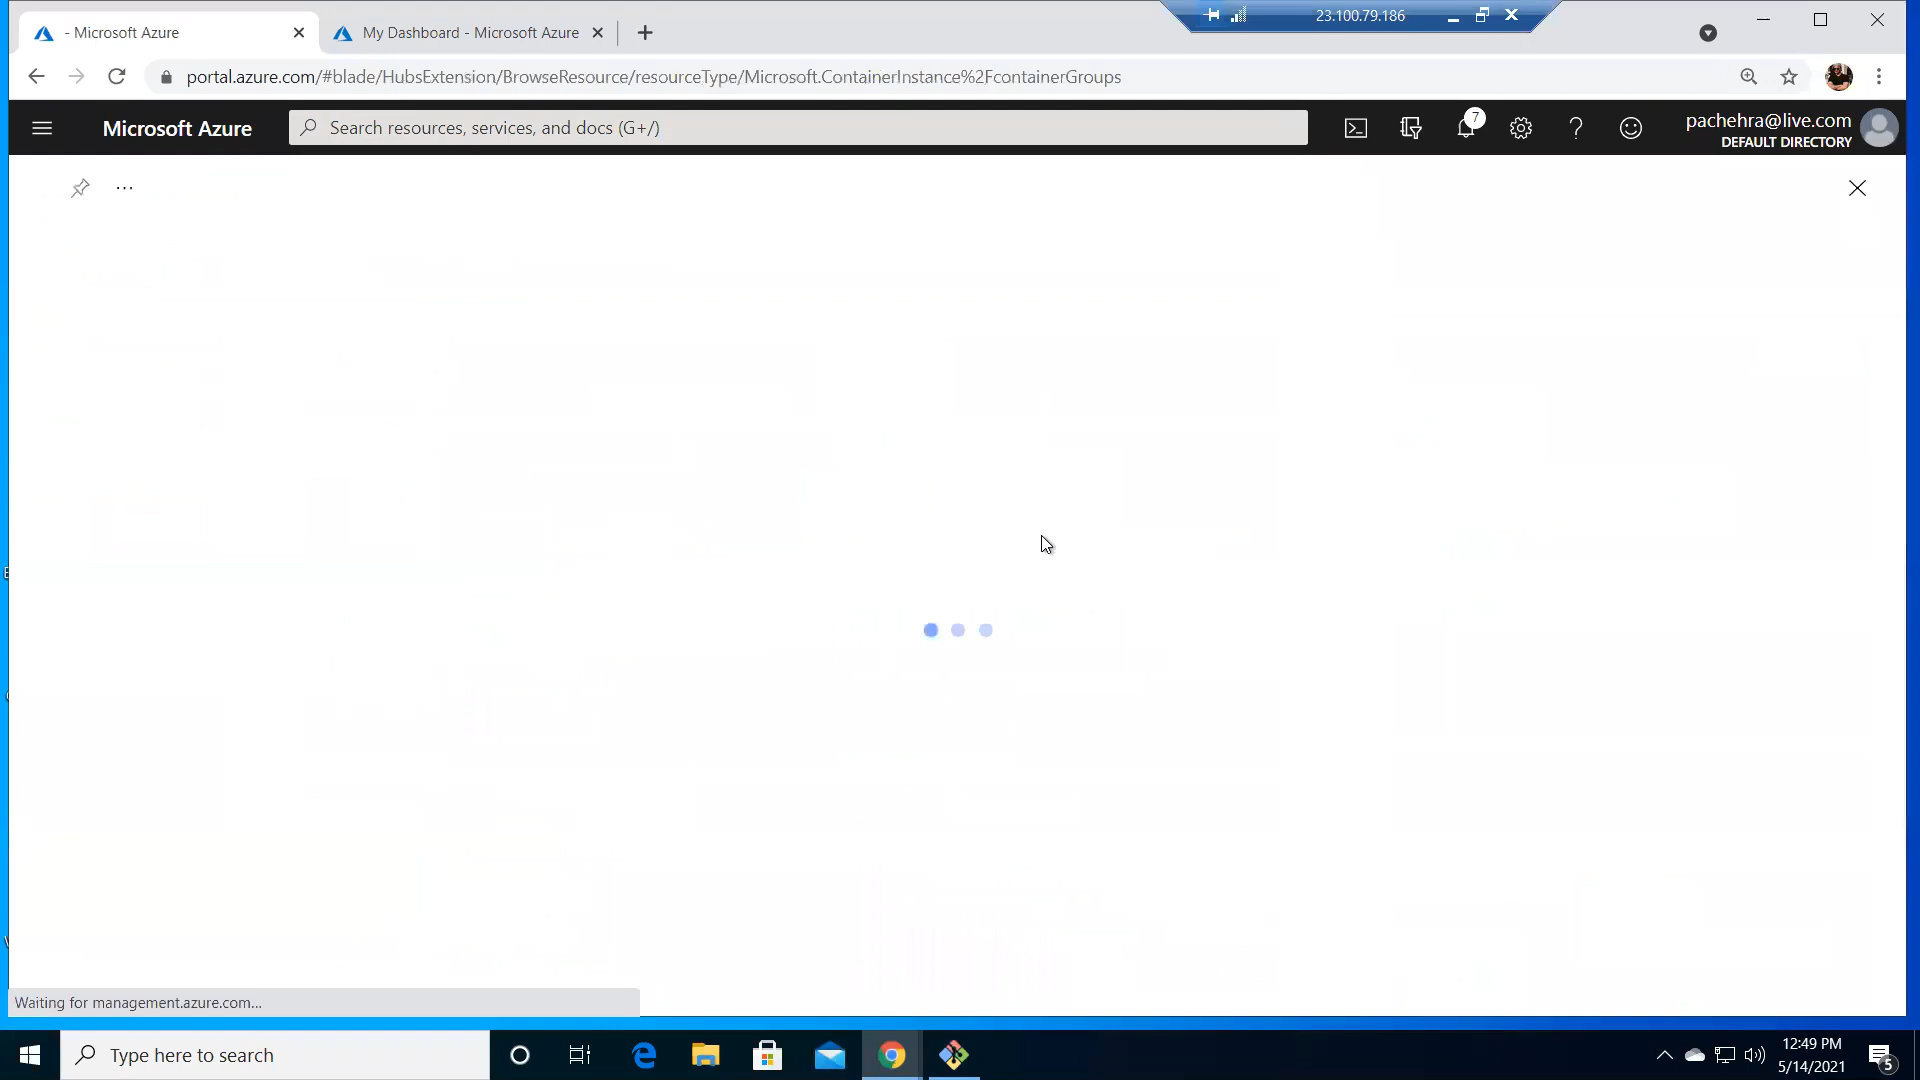 - Microsoft Azure
My Dashboard - Microsoft Azure
23.100.79.186
portal.azure.com/#blade/HubsExtension/BrowseResource/resourceType/Microsoft.ContainerInstance%2FcontainerGroups
Microsoft Azure
Search resources, services, and docs (G+/)
7
pachehra@live.com
DEFAULT DIRECTORY
Waiting for management.azure.com...
Type here to search
12:49 PM
5/14/2021
5